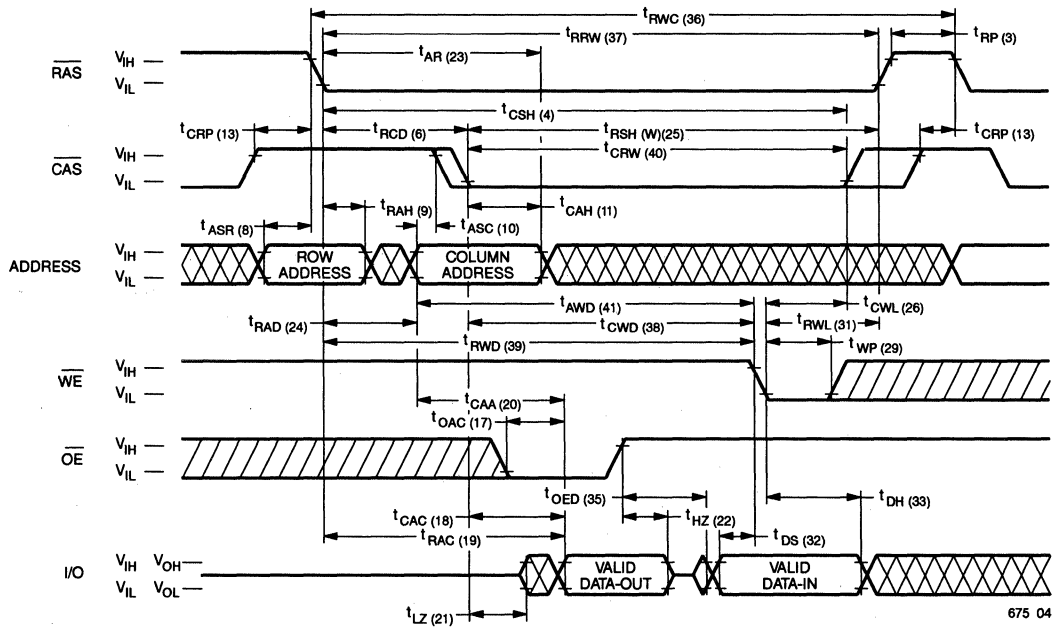 tRWC (36)
tRRW (37)
tAR (23)
tRP (3)
RAS
VIH
VIL
tCSH (4)
tCRP (13)
tRCD (6)
tRSH (W)(25)
tCRP (13)
tCRW (40)
CAS
VIH
VIL
tRAH (9)
tCAH (11)
tASR (8)
tASC (10)
ADDRESS
VIH
VIL
ROW ADDRESS
COLUMN ADDRESS
tAWD (41)
tCWL (26)
tRAD (24)
tCWD (38)
tRWL (31)
tRWD (39)
tWP (29)
WE
VIH
VIL
tCAA (20)
tOAC (17)
OE
VIH
VIL
tOED (35)
tDH (33)
tCAC (18)
tHZ (22)
tRAC (19)
tDS (32)
I/O
VIH VOH
VIL VOL
VALID DATA-OUT
VALID DATA-IN
tLZ (21)
675 04